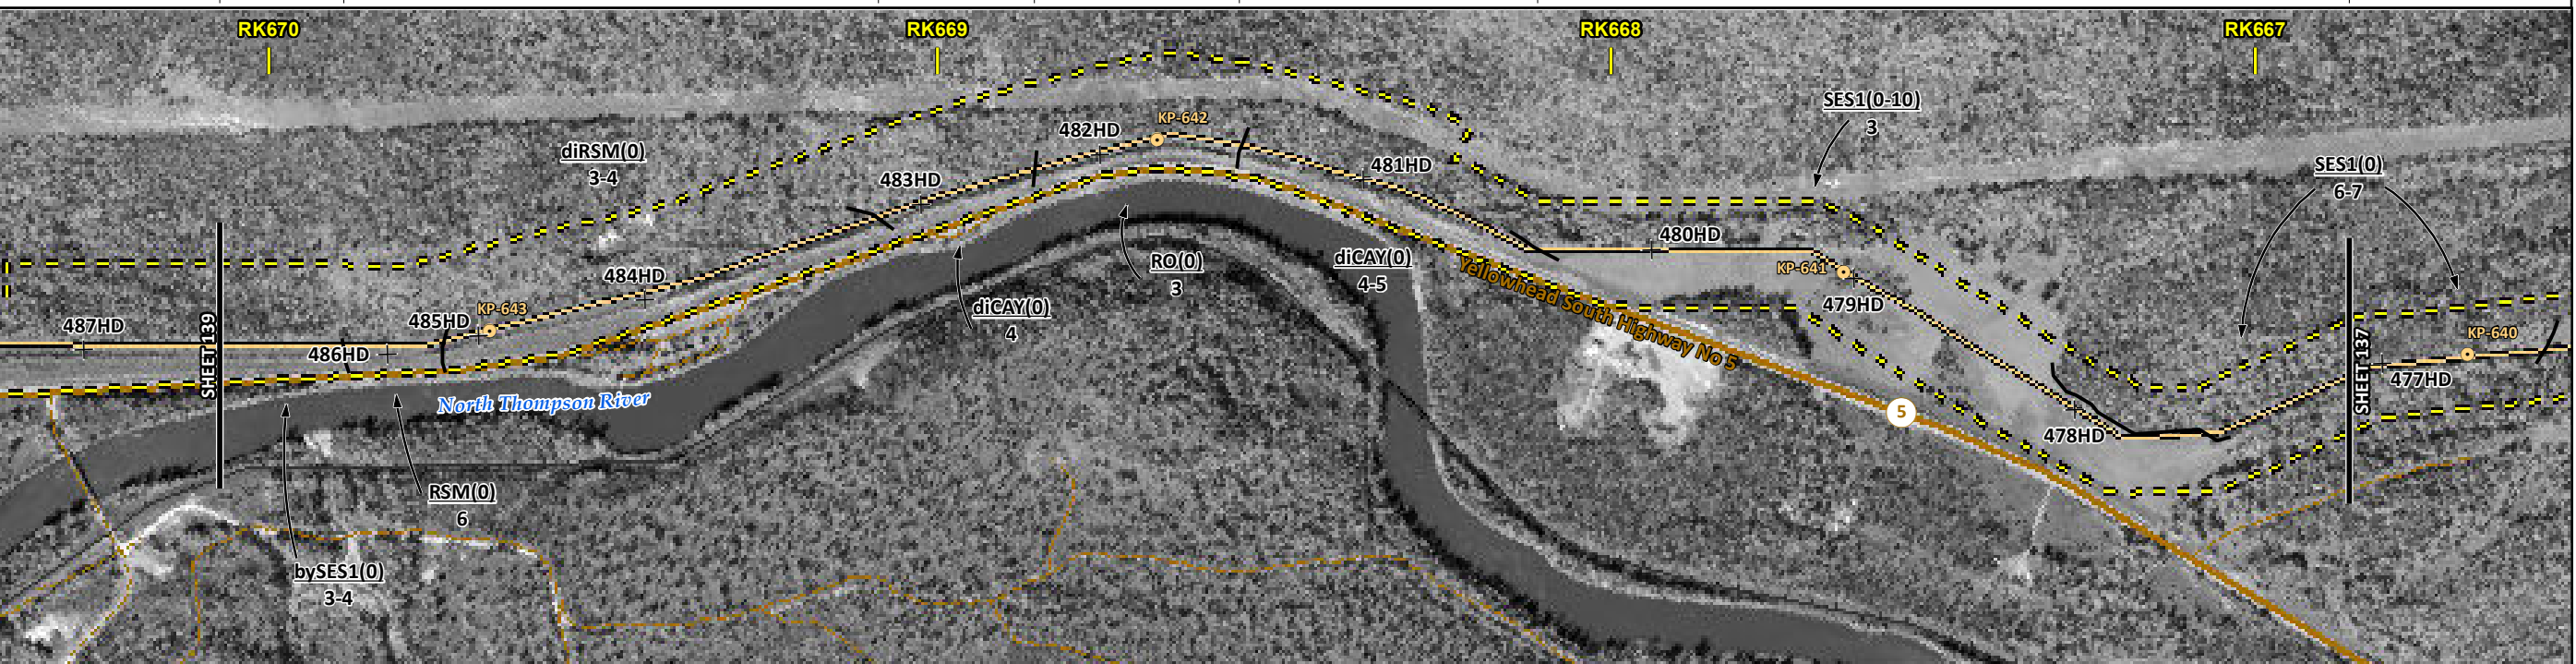 RK670
RK669
RK668
RK667
SES1(0-10)
3
KP-642
482HD
diRSM(0)
3-4
481HD
SES1(0)
6-7
483HD
480HD
RO(0)
3
diCAY(0)
4-5
KP-641
484HD
Yellowhead South Highway No 5
479HD
KP-643
diCAY(0)
4
485HD
487HD
KP-640
SHEET 139
486HD
SHEET 137
477HD
North Thompson River
5
478HD
RSM(0)
6
bySES1(0)
3-4